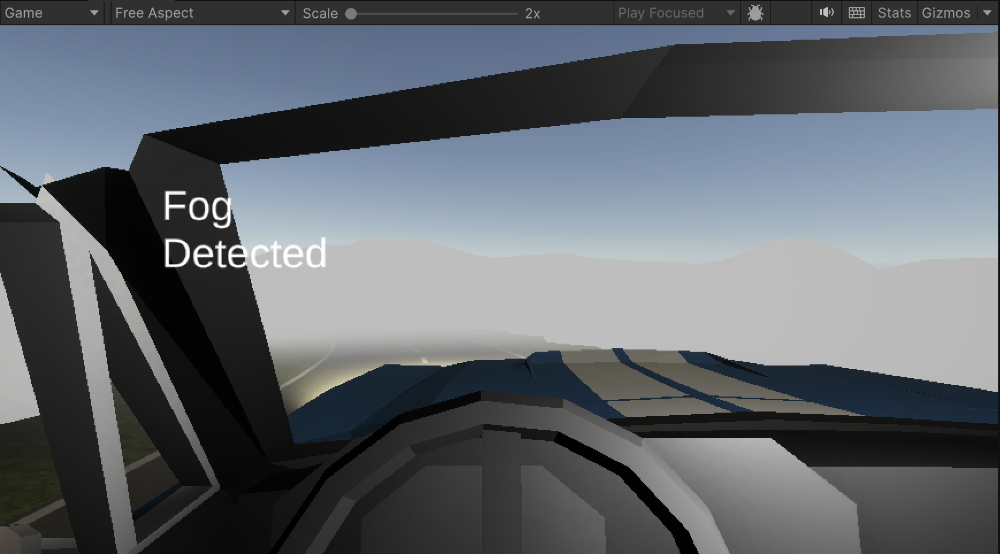 Game
Free Aspect
Scale
2x
Play Focused
Stats
Gizmos
Fog
Detected